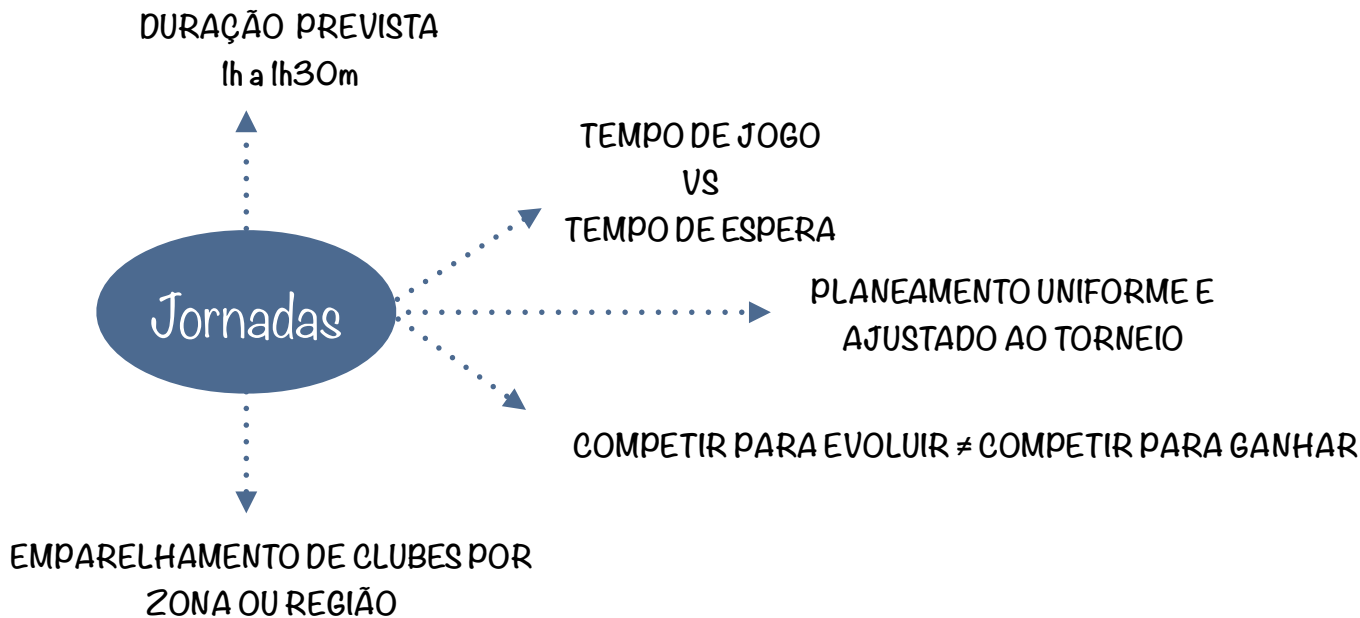 DURAÇÃO PREVISTA
1h a 1h30m
TEMPO DE JOGO
VS
TEMPO DE ESPERA
Jornadas
PLANEAMENTO UNIFORME E
AJUSTADO AO TORNEIO
COMPETIR PARA EVOLUIR ≠ COMPETIR PARA GANHAR
EMPARELHAMENTO DE CLUBES POR
ZONA OU REGIÃO